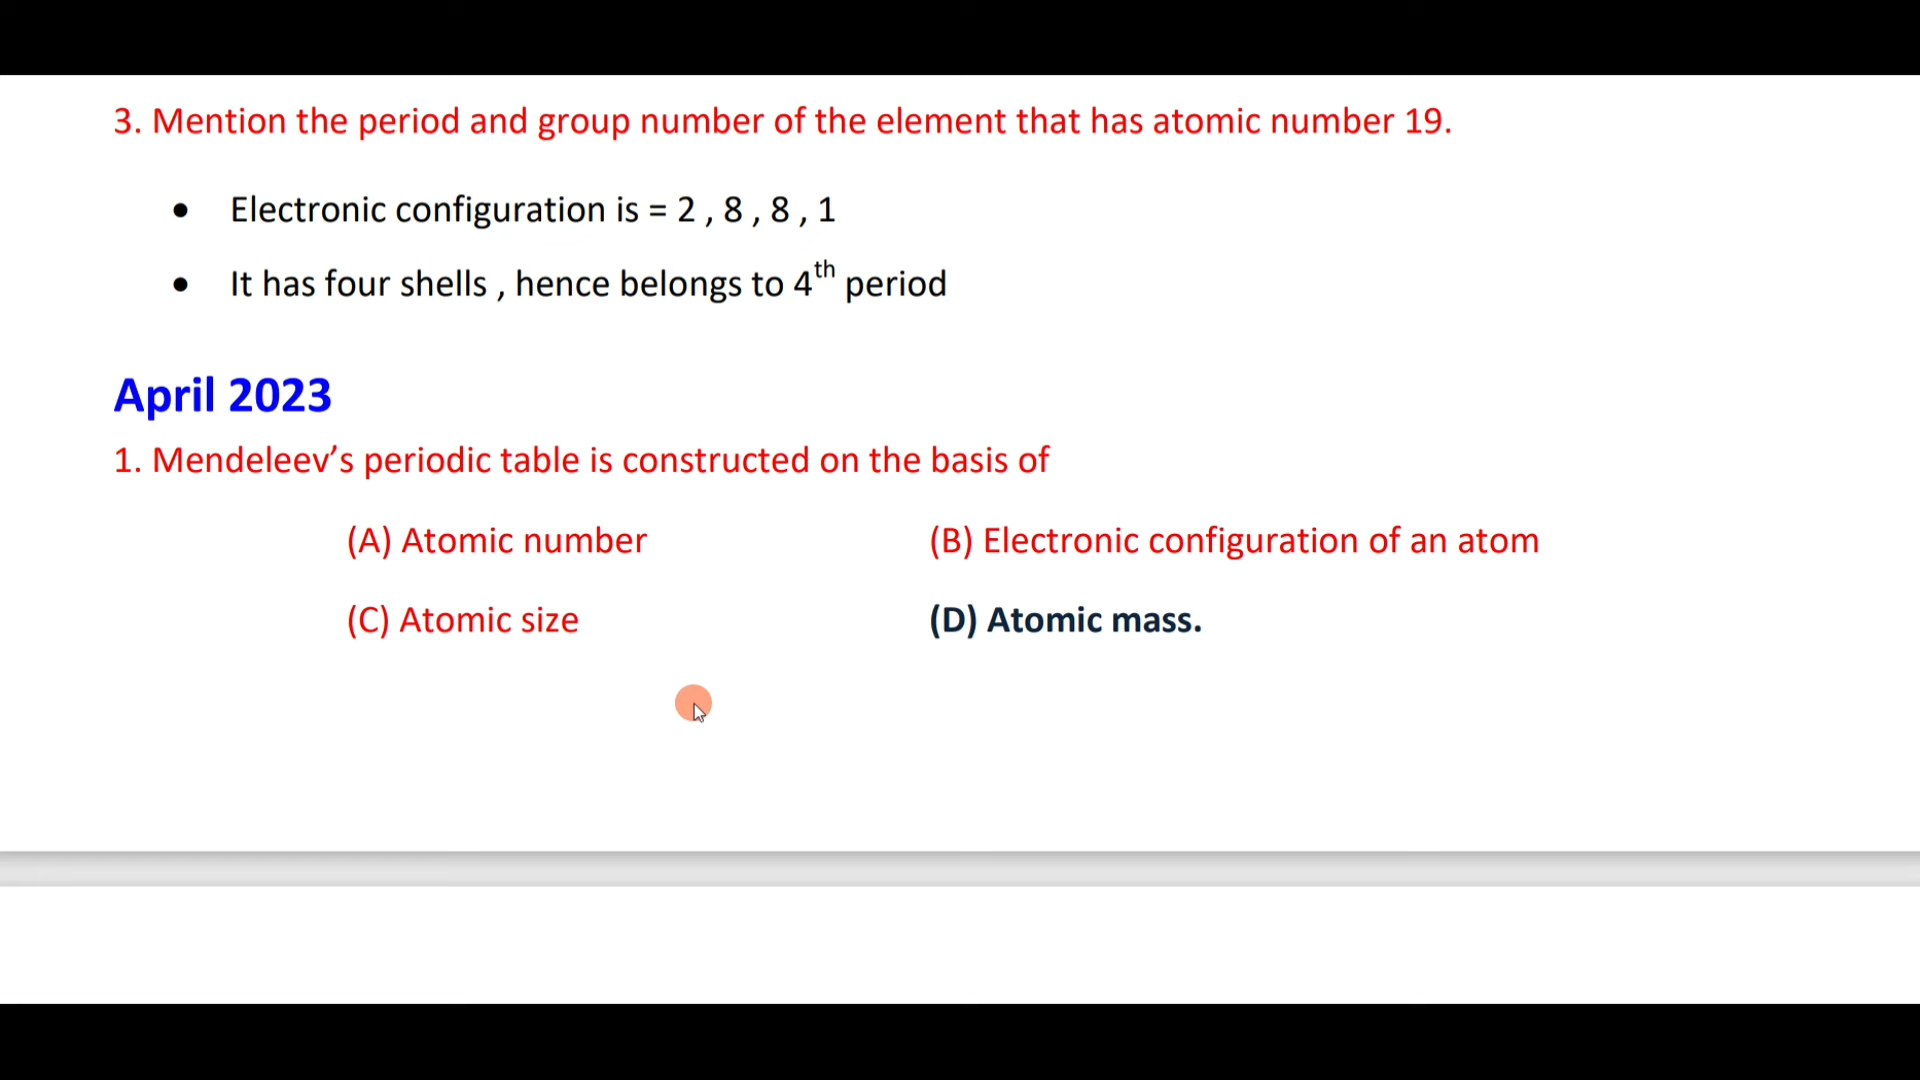 3. Mention the period and group number of the element that has atomic number 19.
• Electronic configuration is = 2 , 8 , 8 , 1
• It has four shells , hence belongs to 4th period
April 2023
1. Mendeleev’s periodic table is constructed on the basis of
(A) Atomic number (B) Electronic configuration of an atom
(C) Atomic size (D) Atomic mass.